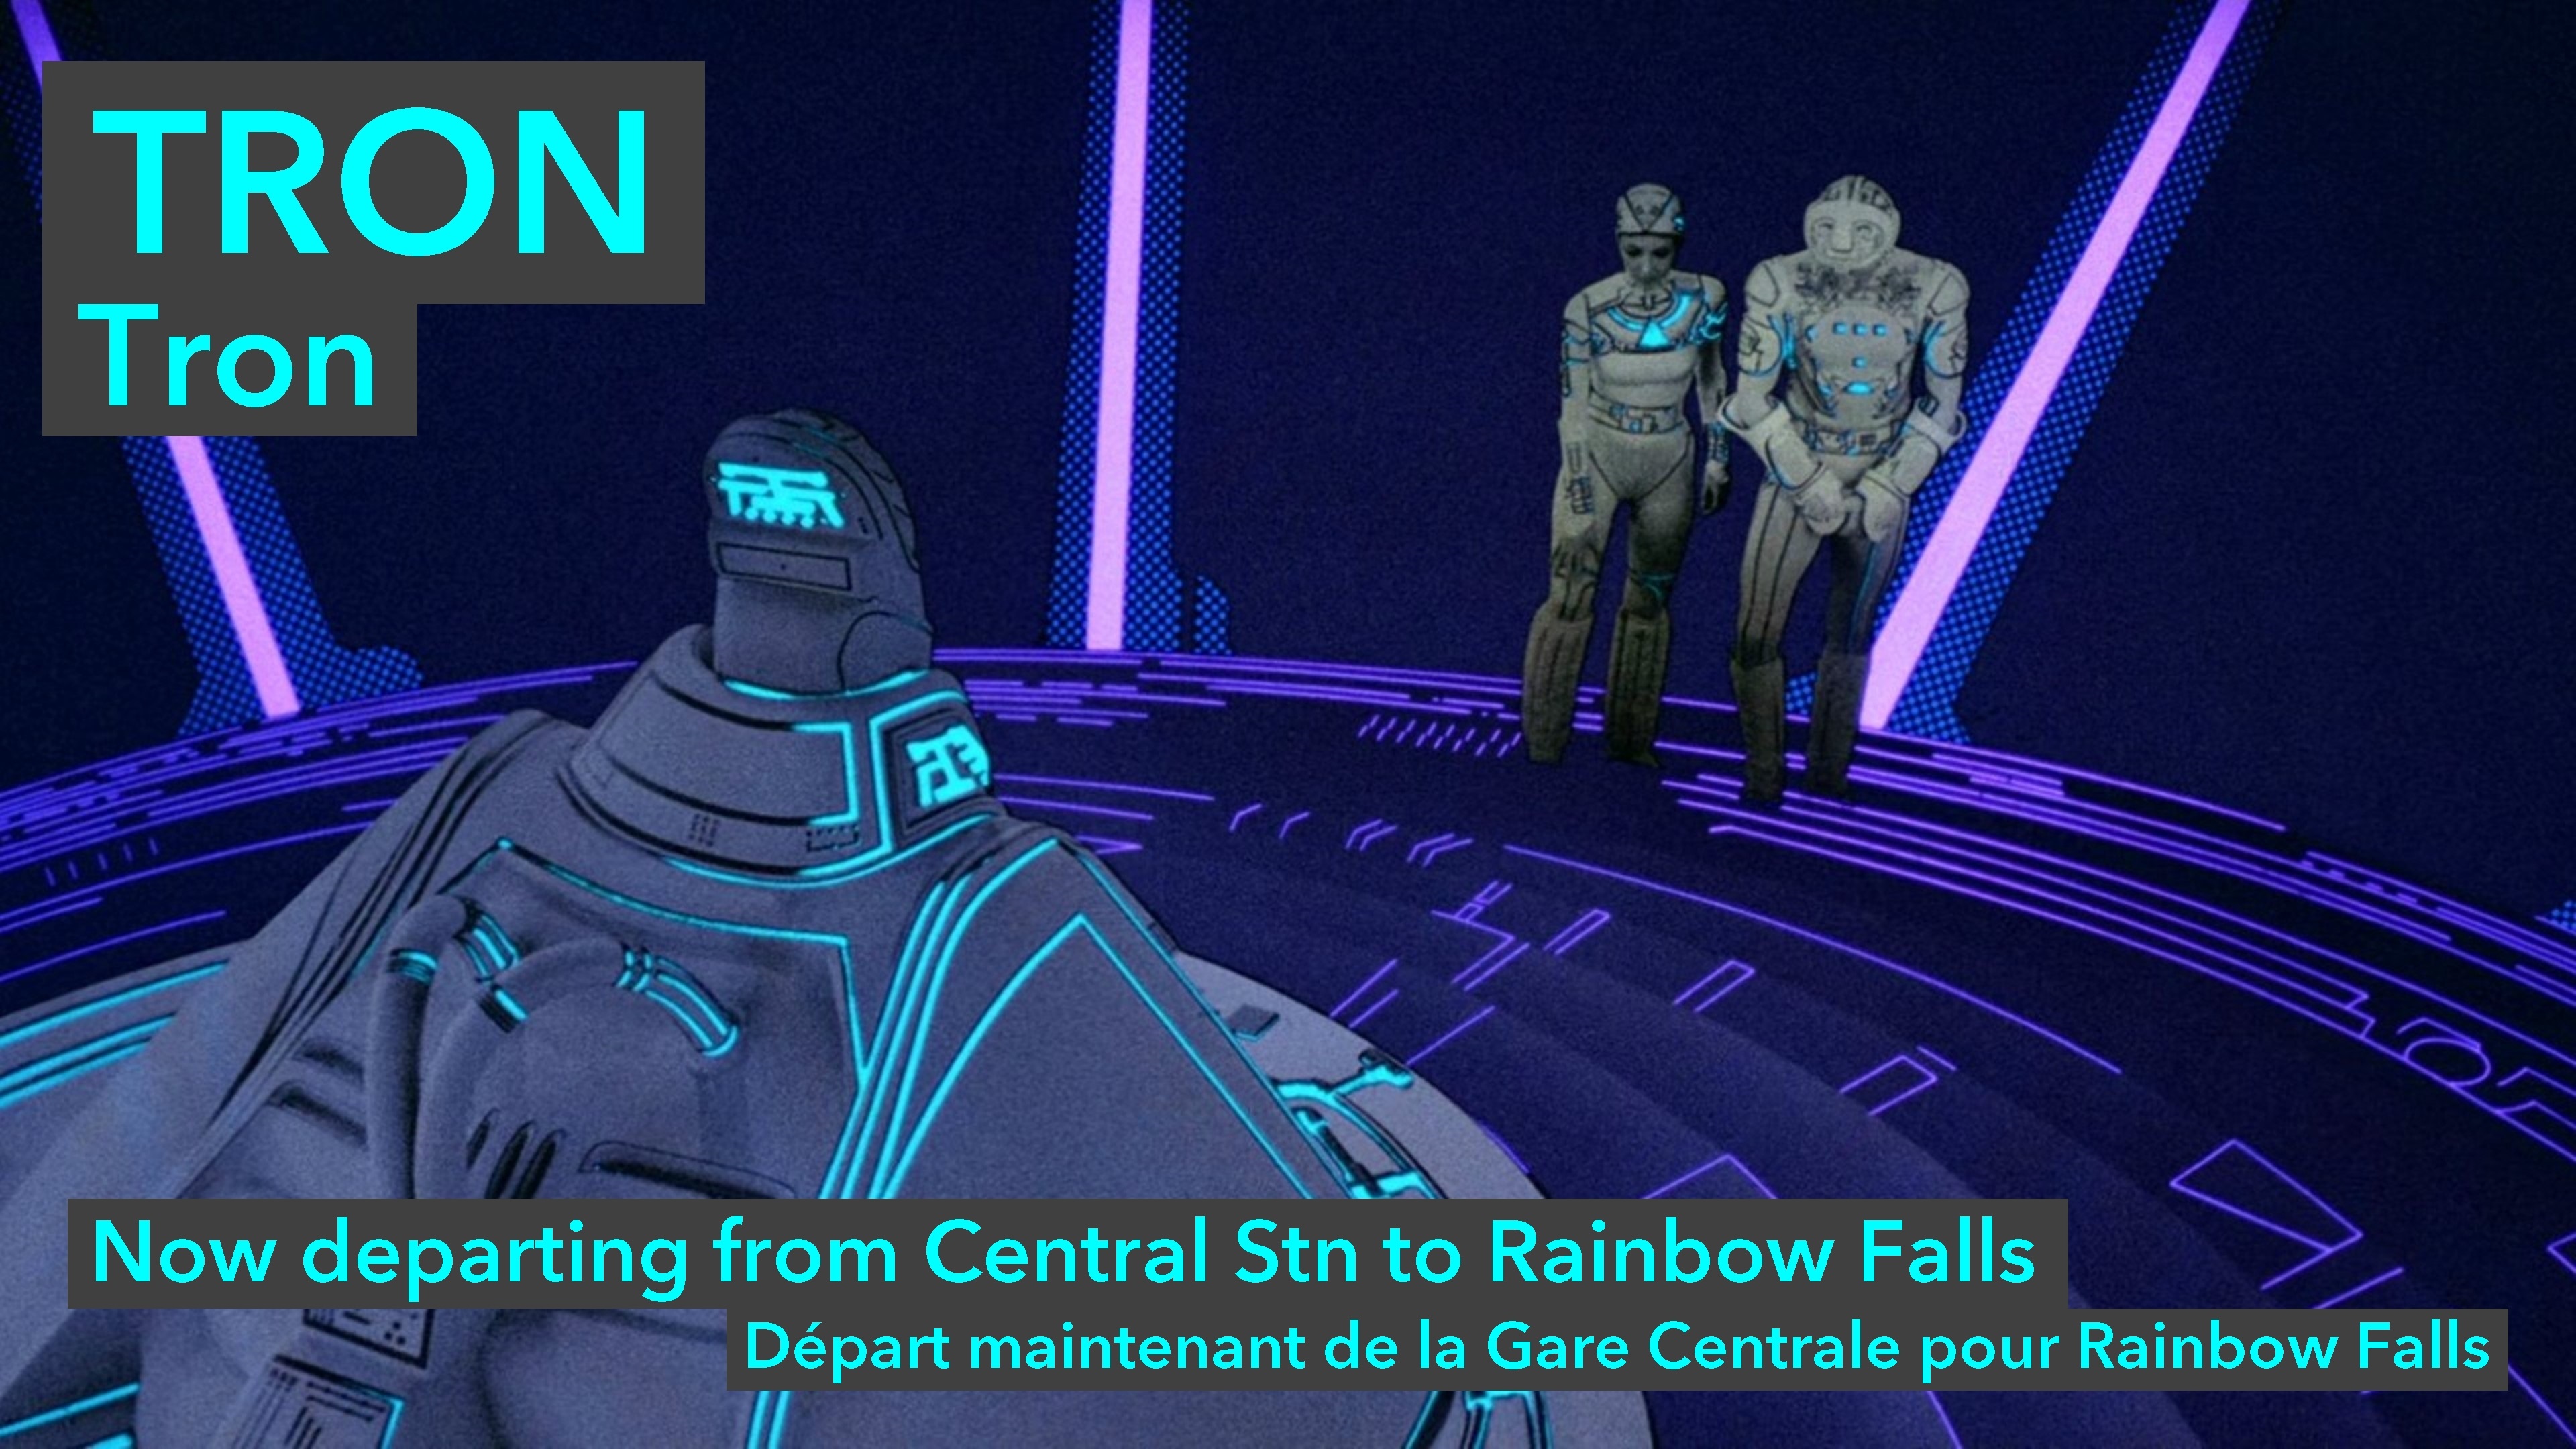 TRON
Tron
Now departing from Central Stn to Rainbow Falls
Départ maintenant de la Gare Centrale pour Rainbow Falls